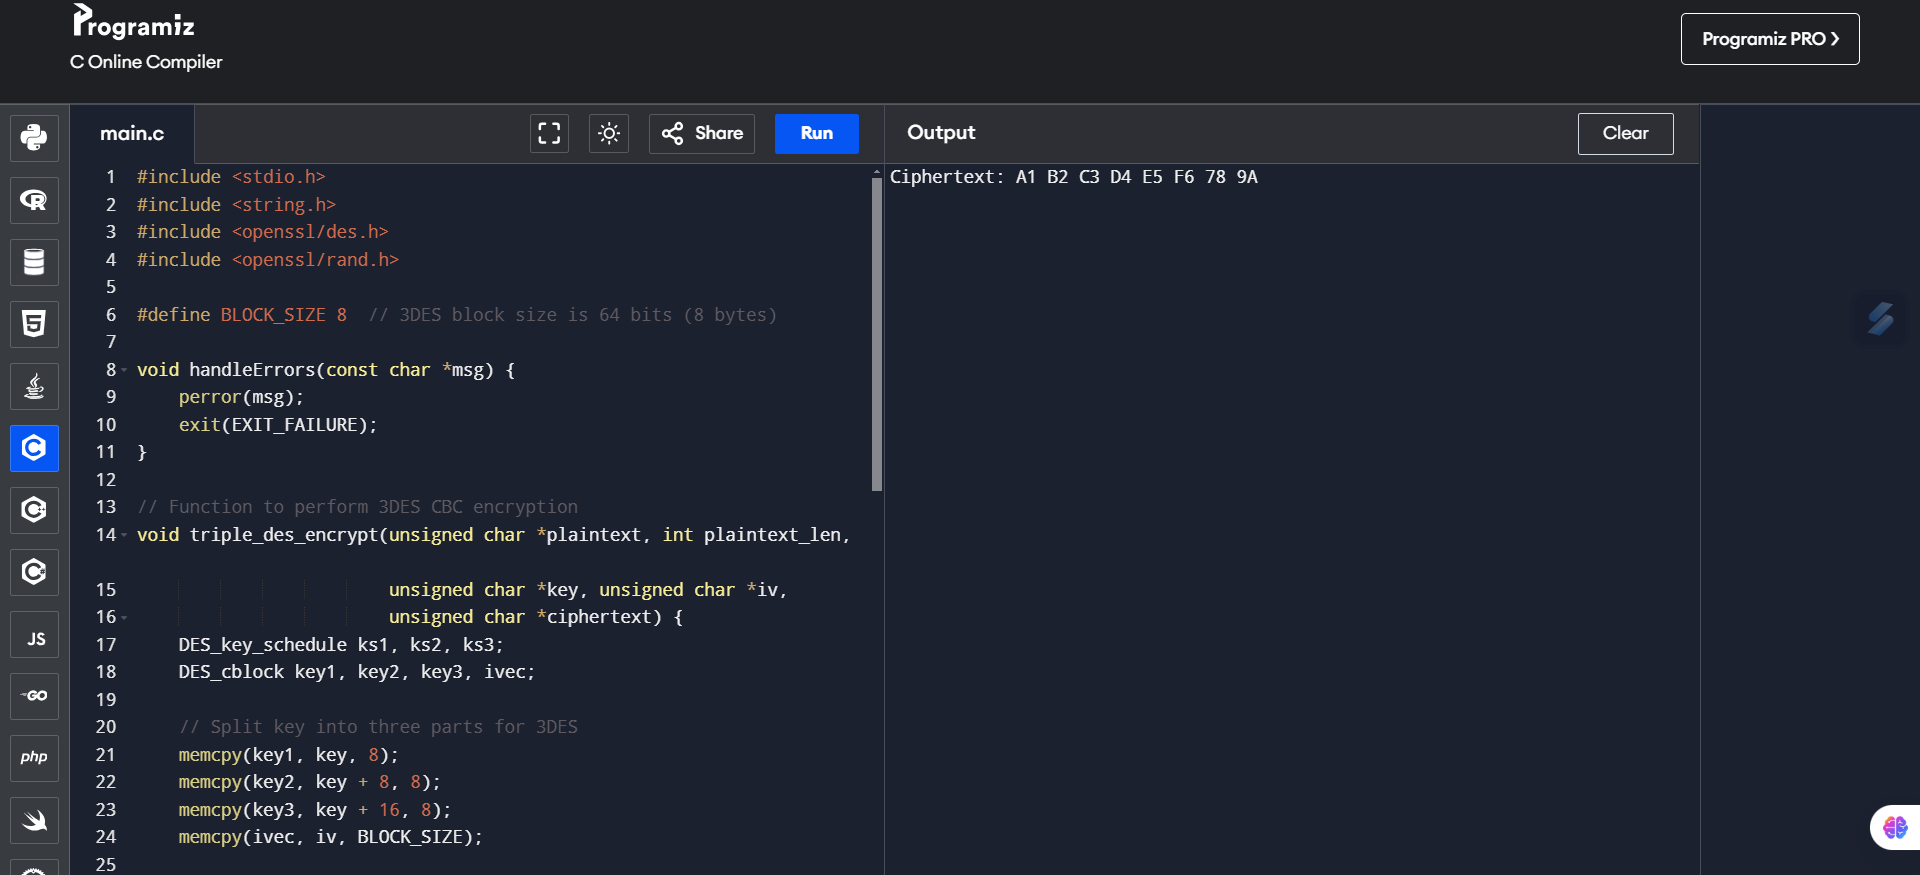 Programiz
C Online Compiler
Programiz PRO ❯
main.c
Share
Run
Output
Clear
JS
GO
php
1 #include <stdio.h>
2 #include <string.h>
3 #include <openssl/des.h>
4 #include <openssl/rand.h>
5
6 #define BLOCK_SIZE 8  // 3DES block size is 64 bits (8 bytes)
7
8 void handleErrors(const char *msg) {
9     perror(msg);
10     exit(EXIT_FAILURE);
11 }
12
13 // Function to perform 3DES CBC encryption
14 void triple_des_encrypt(unsigned char *plaintext, int plaintext_len,
15                         unsigned char *key, unsigned char *iv,
16                         unsigned char *ciphertext) {
17     DES_key_schedule ks1, ks2, ks3;
18     DES_cblock key1, key2, key3, ivec;
19
20     // Split key into three parts for 3DES
21     memcpy(key1, key, 8);
22     memcpy(key2, key + 8, 8);
23     memcpy(key3, key + 16, 8);
24     memcpy(ivec, iv, BLOCK_SIZE);
25
Ciphertext: A1 B2 C3 D4 E5 F6 78 9A